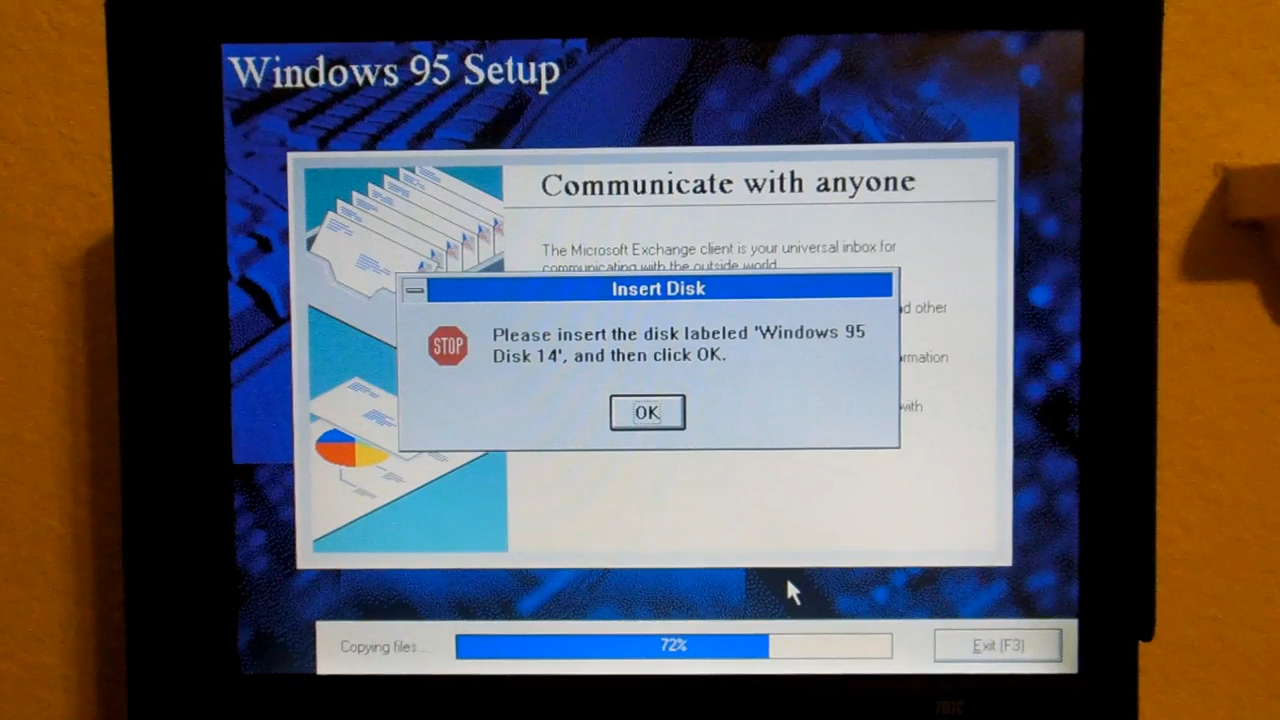 Windows 95 Setup
Communicate with anyone
The Microsoft Exchange client is your universal inbox for
communicating with the outside world.
Insert Disk
d other
STOP
Please insert the disk labeled 'Windows 95
Disk 14', and then click OK.
rmation
OK
with
Copying files...
72%
Exit (F3)